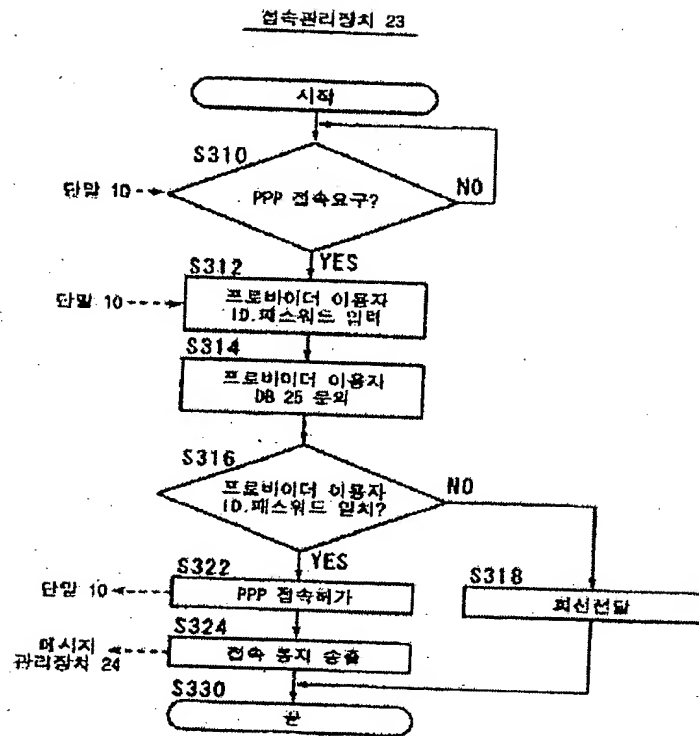 접속관리장치 23
시작
S310
단말 10
PPP 접속요구?
NO
YES
S312
단말 10
프로바이더 이용자
ID.패스워드 입력
S314
프로바이더 이용자
DB 25 문의
S316
프로바이더 이용자
ID.패스워드 일치?
NO
YES
S322
단말 10
PPP 접속허가
S318
S324
메시지
관리장치 24
접속 통지 송출
S330
끝